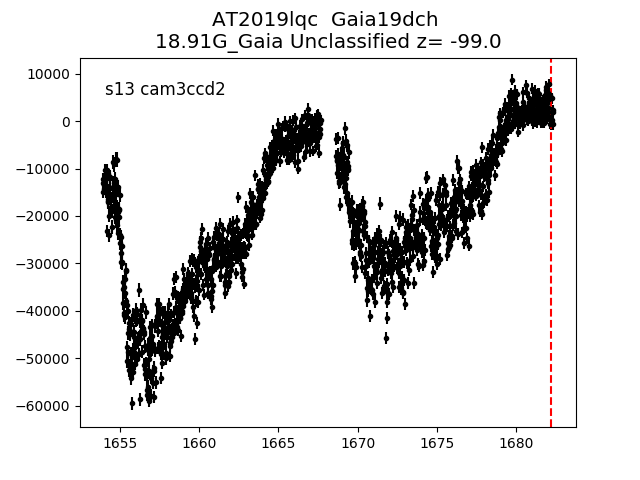 AT2019lqc  Gaia19dch
18.91G_Gaia Unclassified z= -99.0
s13 cam3ccd2
10000
0
−10000
−20000
−30000
−40000
−50000
−60000
1655 1660 1665 1670 1675 1680